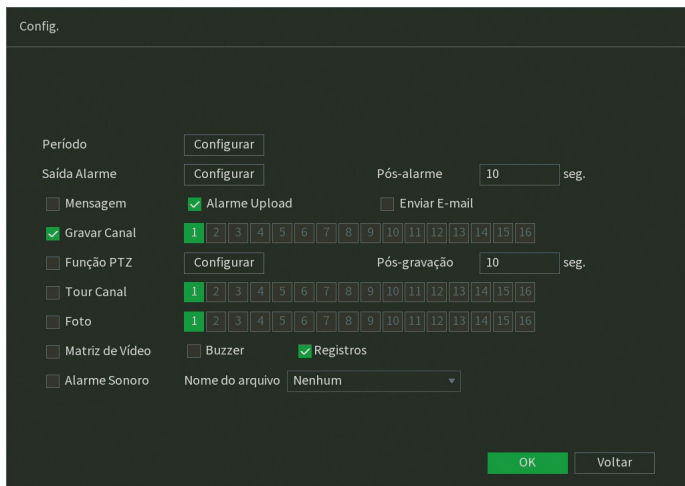 Config.
Período Configurar
Saída Alarme Configurar Pós-alarme 10 seg.
Mensagem Alarme Upload Enviar E-mail
Gravar Canal 1 2 3 4 5 6 7 8 9 10 11 12 13 14 15 16
Função PTZ Configurar Pós-gravação 10 seg.
Tour Canal 1 2 3 4 5 6 7 8 9 10 11 12 13 14 15 16
Foto 1 2 3 4 5 6 7 8 9 10 11 12 13 14 15 16
Matriz de Vídeo Buzzer Registros
Alarme Sonoro Nome do arquivo Nenhum
OK Voltar